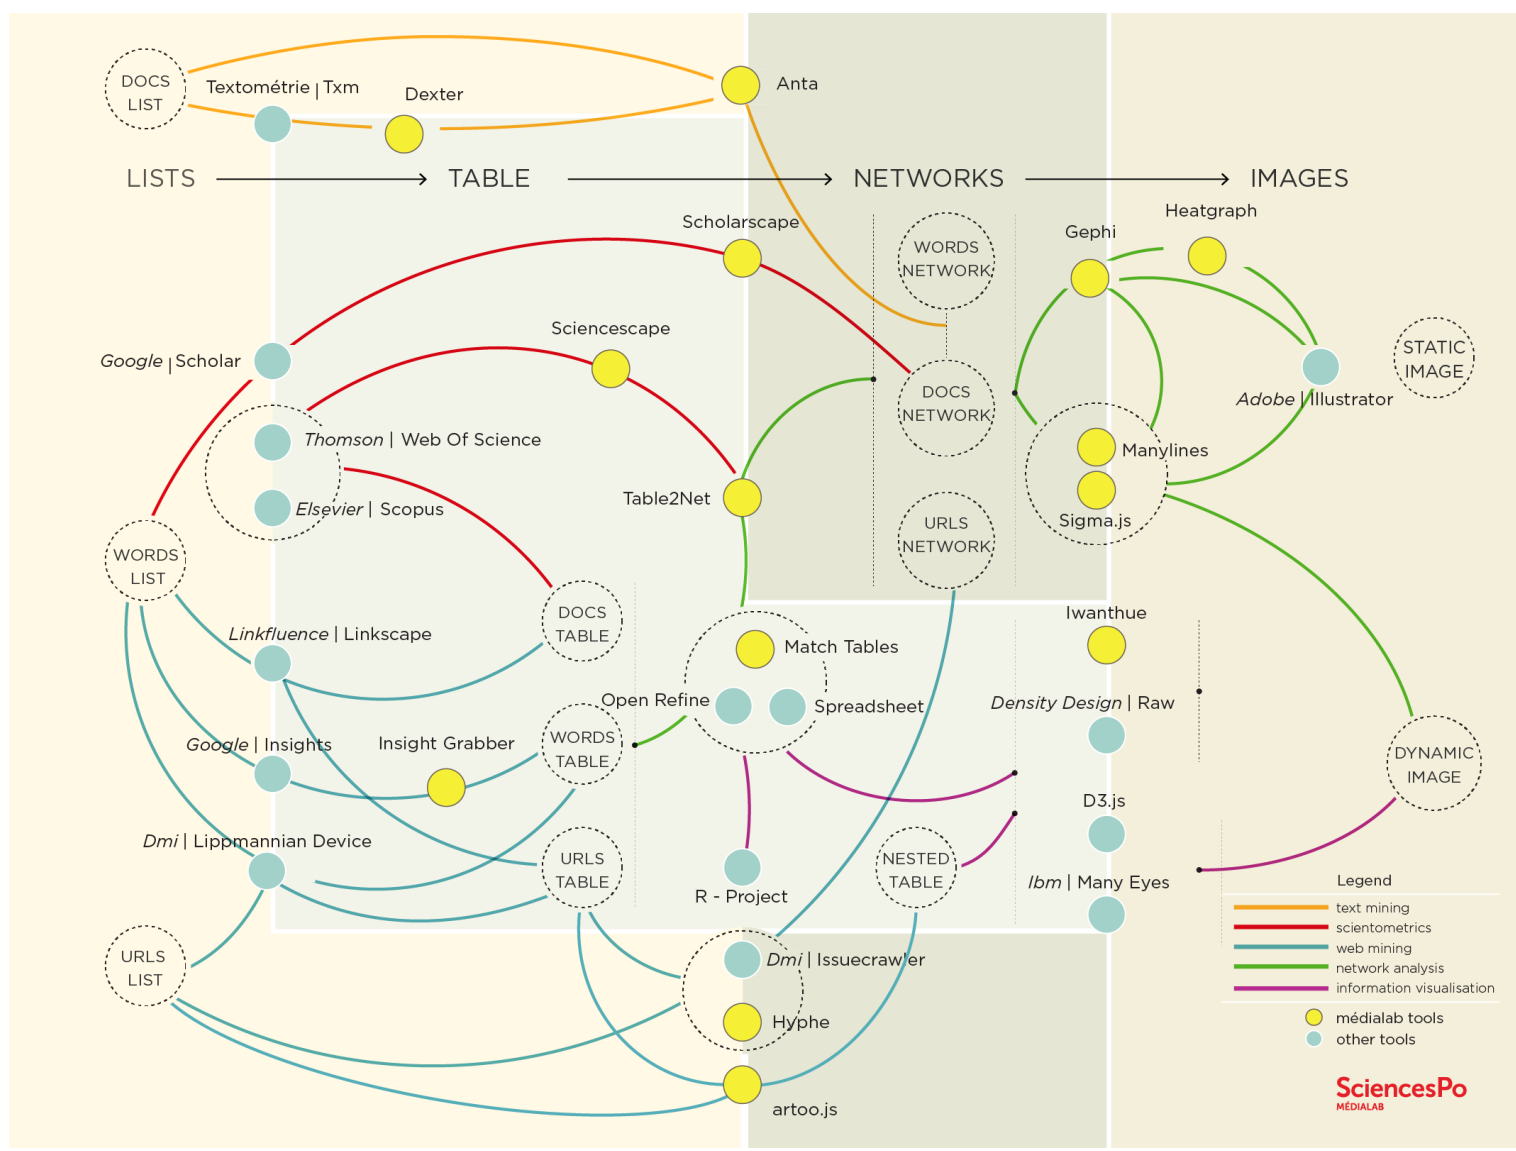 DOCS
LIST
Textométrie | Txm
Dexter
Anta
LISTS
TABLE
NETWORKS
IMAGES
Heatgraph
Scholarscape
Gephi
WORDS
NETWORK
Sciencescape
Google | Scholar
STATIC
IMAGE
DOCS
NETWORK
Adobe | Illustrator
Thomson | Web Of Science
Manylines
Table2Net
Elsevier | Scopus
Sigma.js
URLS
NETWORK
WORDS
LIST
DOCS
TABLE
Iwanthue
Linkfluence | Linkscape
Match Tables
Open Refine
Spreadsheet
Density Design | Raw
WORDS
TABLE
Google | Insights
Insight Grabber
DYNAMIC
IMAGE
D3.js
Dmi | Lippmannian Device
URLS
TABLE
NESTED
TABLE
R - Project
Ibm | Many Eyes
Legend
text mining
scientometrics
web mining
network analysis
information visualisation
URLS
LIST
Dmi | Issuecrawler
Hyphe
médialab tools
other tools
artoo.js
SciencesPo
MÉDIALAB